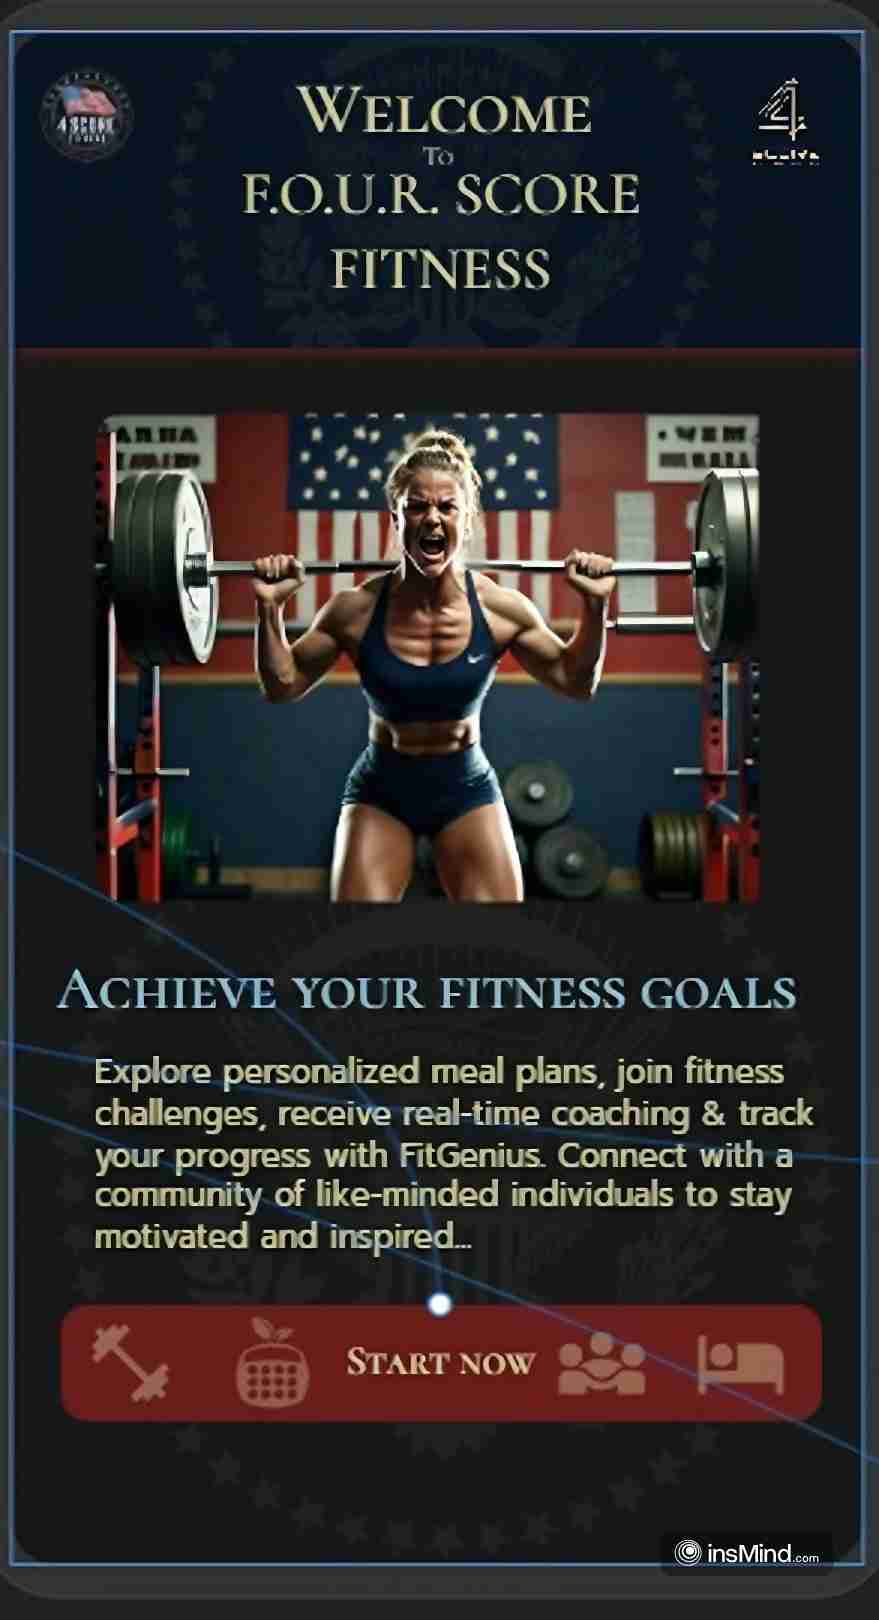 Welcome
To
F.O.U.R. SCORE
FITNESS
4
Achieve your fitness goals
Explore personalized meal plans, join fitness
challenges, receive real-time coaching & track
your progress with FitGenius. Connect with a
community of like-minded individuals to stay
motivated and inspired...
Start now
insMind.com